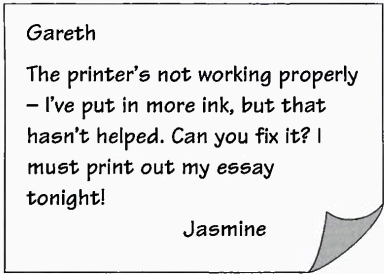 Gareth
The printer's not working properly
– I've put in more ink, but that
hasn't helped. Can you fix it? I
must print out my essay
tonight!
Jasmine